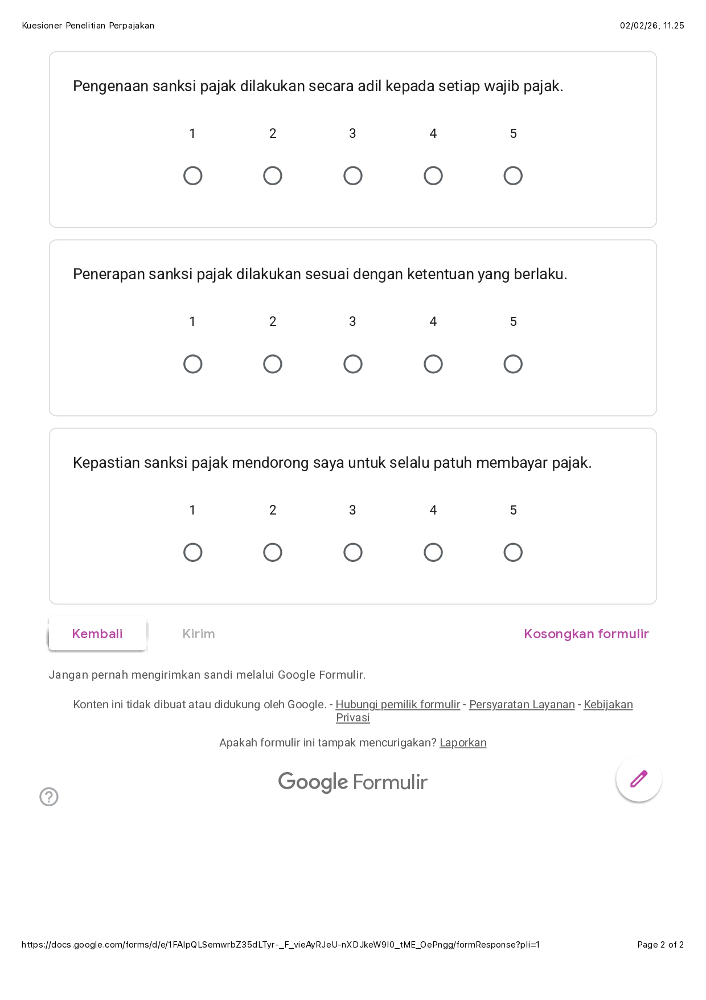 Kuesioner Penelitian Perpajakan 02/02/26, 11.25
Pengenaan sanksi pajak dilakukan secara adil kepada setiap wajib pajak.
1 2 3 4 5
Penerapan sanksi pajak dilakukan sesuai dengan ketentuan yang berlaku.
1 2 3 4 5
Kepastian sanksi pajak mendorong saya untuk selalu patuh membayar pajak.
1 2 3 4 5
Kembali Kirim Kosongkan formulir
Jangan pernah mengirimkan sandi melalui Google Formulir.
Konten ini tidak dibuat atau didukung oleh Google. - Hubungi pemilik formulir - Persyaratan Layanan - Kebijakan
Privasi
Apakah formulir ini tampak mencurigakan? Laporkan
Google Formulir
https://docs.google.com/forms/d/e/1FAIpQLSemwrbZ35dLTyr-_F_vieAyRJeU-nXDJkeW9I0_tME_OePngg/formResponse?pli=1 Page 2 of 2